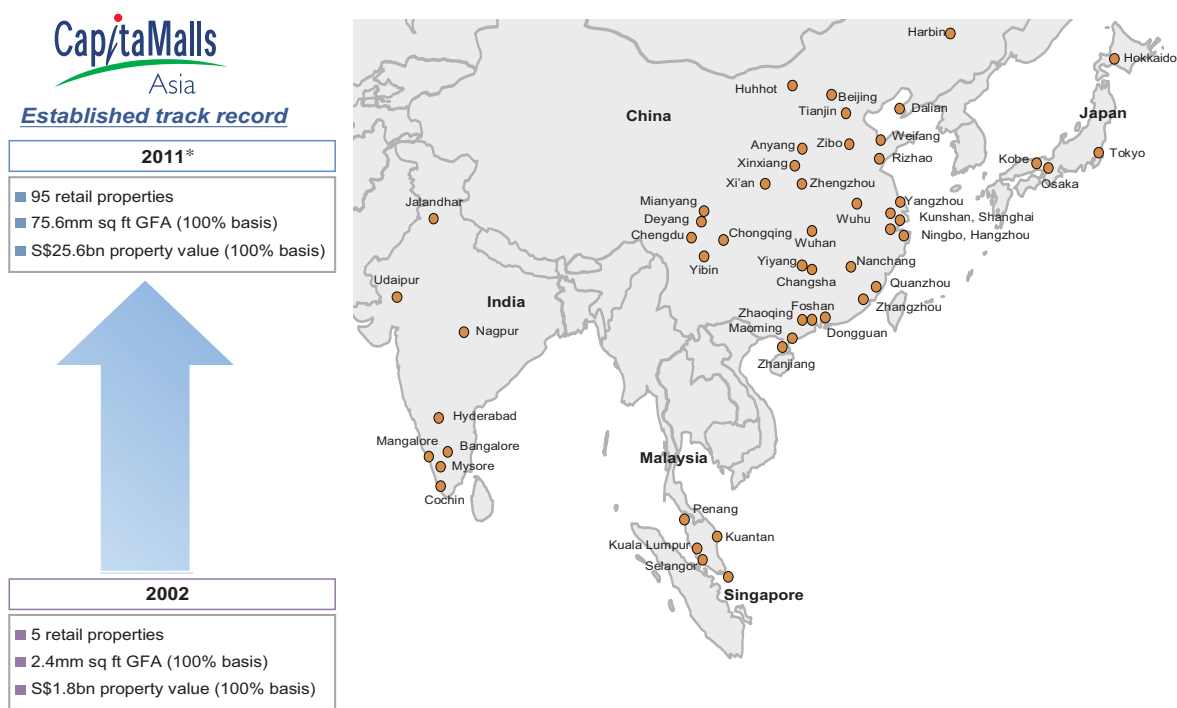 CapitaMalls
Asia
Established track record
2011*
95 retail properties
75.6mm sq ft GFA (100% basis)
S$25.6bn property value (100% basis)
2002
5 retail properties
2.4mm sq ft GFA (100% basis)
S$1.8bn property value (100% basis)
Harbin
Hokkaido
Huhhot
Beijing
Tianjin
Dalian
China
Japan
Anyang
Zibo
Weifang
Xinxiang
Rizhao
Kobe
Tokyo
Osaka
Xi'an
Zhengzhou
Jalandhar
Mianyang
Yangzhou
Deyang
Wuhu
Kunshan, Shanghai
Chengdu
Chongqing
Wuhan
Ningbo, Hangzhou
Yibin
Yiyang
Nanchang
Changsha
Udaipur
Quanzhou
India
Foshan
Zhangzhou
Zhaoqing
Maoming
Dongguan
Nagpur
Zhanjiang
Hyderabad
Mangalore
Bangalore
Mysore
Cochin
Malaysia
Penang
Kuantan
Kuala Lumpur
Selangor
Singapore